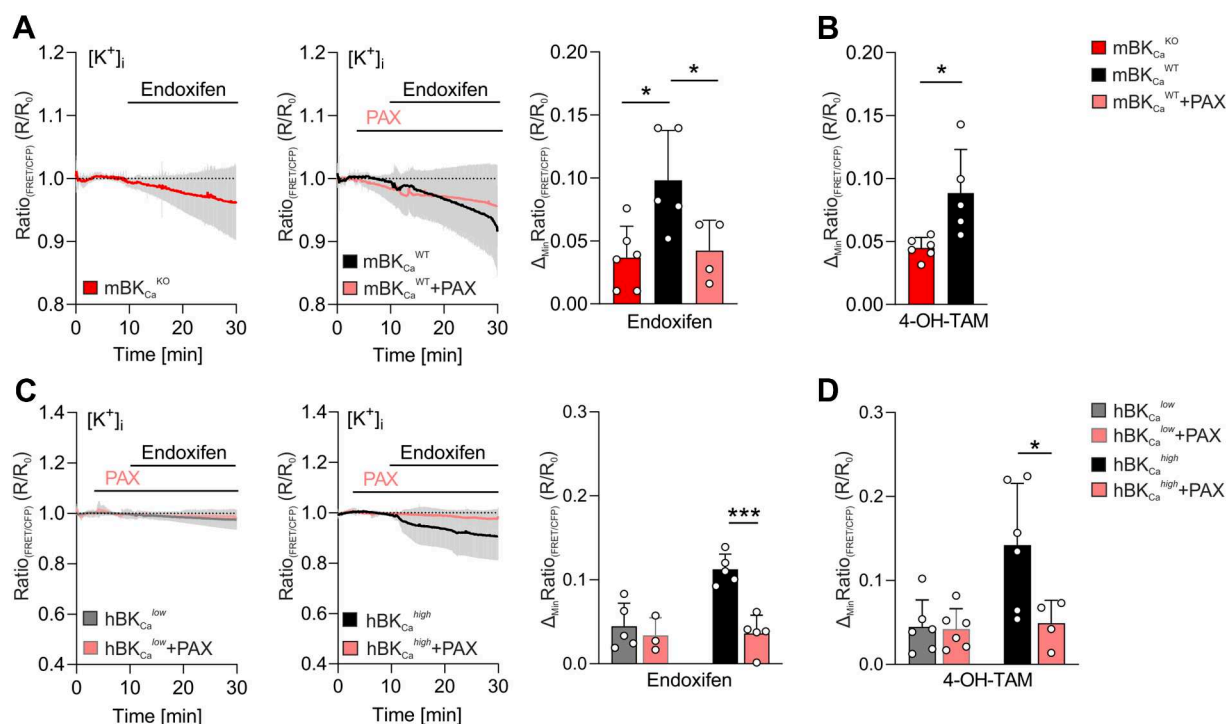 A
[K+]i
Endoxifen
Ratio(FRET/CFP) (R/R0)
1.2
1.1
1.0
0.9
0.8
mBKCa KO
0
10
20
30
Time [min]
[K+]i
Endoxifen
PAX
1.2
1.1
1.0
0.9
0.8
Ratio(FRET/CFP) (R/R0)
mBKCa WT
mBKCa WT+PAX
0
10
20
30
Time [min]
ΔMinRatio(FRET/CFP) (R/R0)
0.20
0.15
0.10
0.05
0.00
*
*
Endoxifen
B
ΔMinRatio(FRET/CFP) (R/R0)
0.20
0.15
0.10
0.05
0.00
*
4-OH-TAM
mBKCa KO
mBKCa WT
mBKCa WT+PAX
C
[K+]i
Endoxifen
PAX
Ratio(FRET/CFP) (R/R0)
1.4
1.2
1.0
0.8
0.6
0.4
hBKCa low
hBKCa low+PAX
0
10
20
30
Time [min]
[K+]i
Endoxifen
PAX
Ratio(FRET/CFP) (R/R0)
1.4
1.2
1.0
0.8
0.6
0.4
hBKCa high
hBKCa high+PAX
0
10
20
30
Time [min]
ΔMinRatio(FRET/CFP) (R/R0)
0.3
0.2
0.1
0.0
***
Endoxifen
D
ΔMinRatio(FRET/CFP) (R/R0)
0.3
0.2
0.1
0.0
*
4-OH-TAM
hBKCa low
hBKCa low+PAX
hBKCa high
hBKCa high+PAX